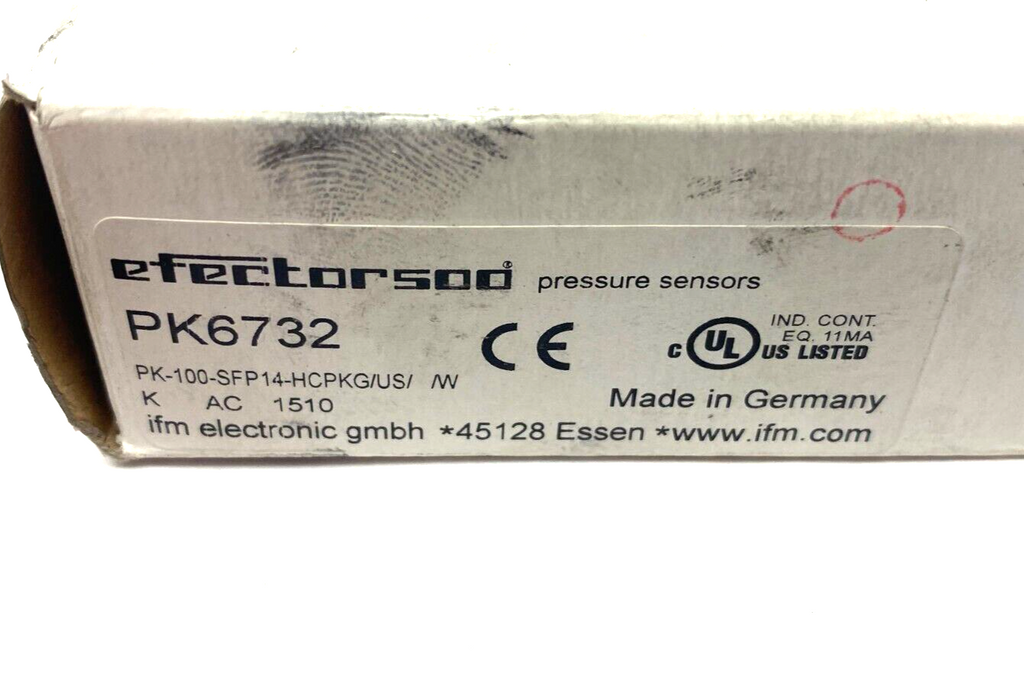 efector500® pressure sensors
PK6732
CE
c UL US LISTED
IND. CONT.
EQ. 11MA
PK-100-SFP14-HCPKG/US/ /W
K AC 1510
Made in Germany
ifm electronic gmbh *45128 Essen *www.ifm.com